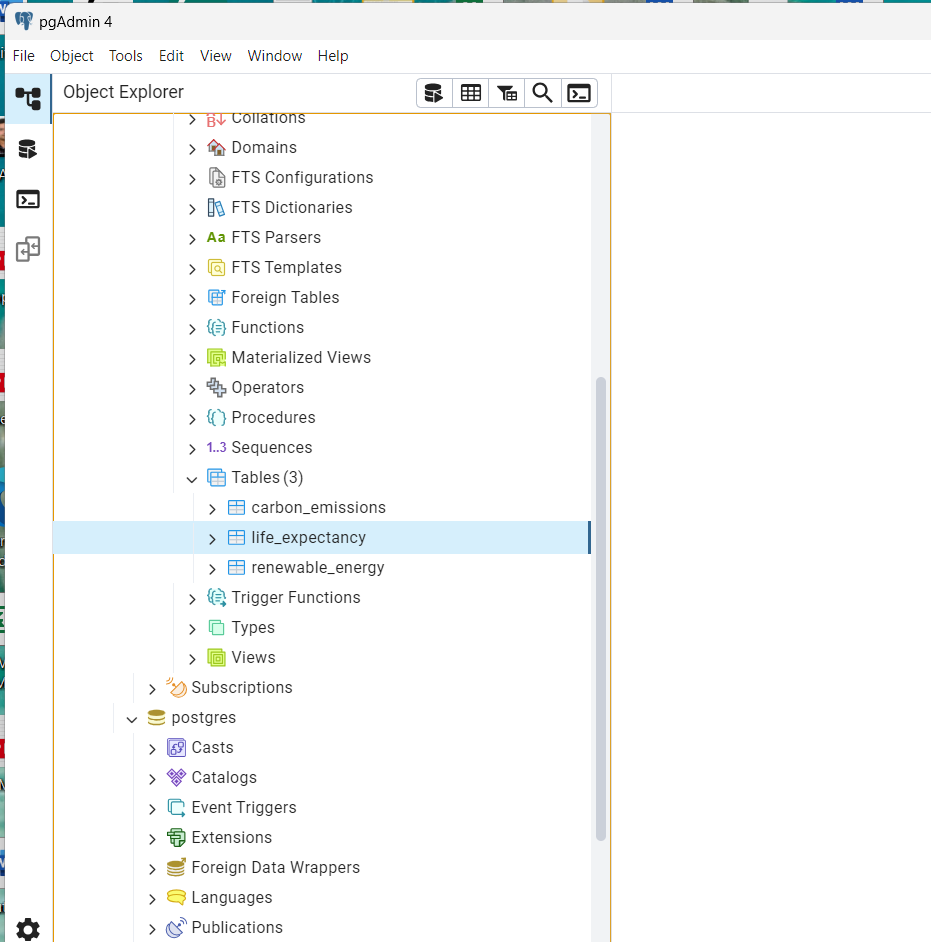 pgAdmin 4
File Object Tools Edit View Window Help
Object Explorer
Collations
Domains
FTS Configurations
FTS Dictionaries
Aa FTS Parsers
FTS Templates
Foreign Tables
Functions
Materialized Views
Operators
Procedures
1..3 Sequences
Tables (3)
carbon_emissions
life_expectancy
renewable_energy
Trigger Functions
Types
Views
Subscriptions
postgres
Casts
Catalogs
Event Triggers
Extensions
Foreign Data Wrappers
Languages
Publications